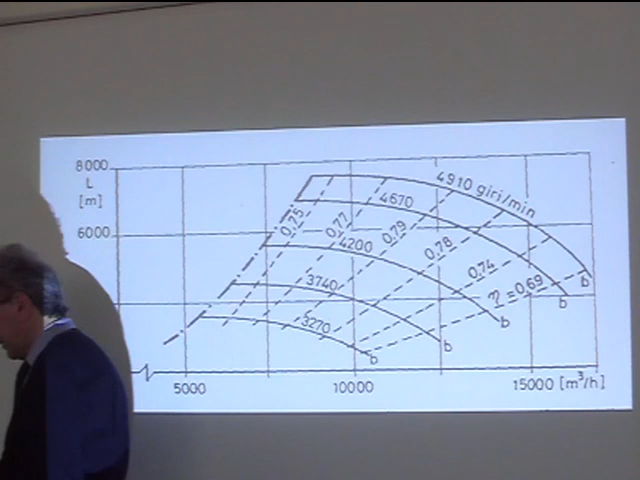 8000
L
[m]
6000
4910 giri/min
4670
4200
3740
3270
0,75
0,77
0,79
0,78
0,74
η = 0,69
b
b
b
b
b
5000
10000
15000 [m³/h]